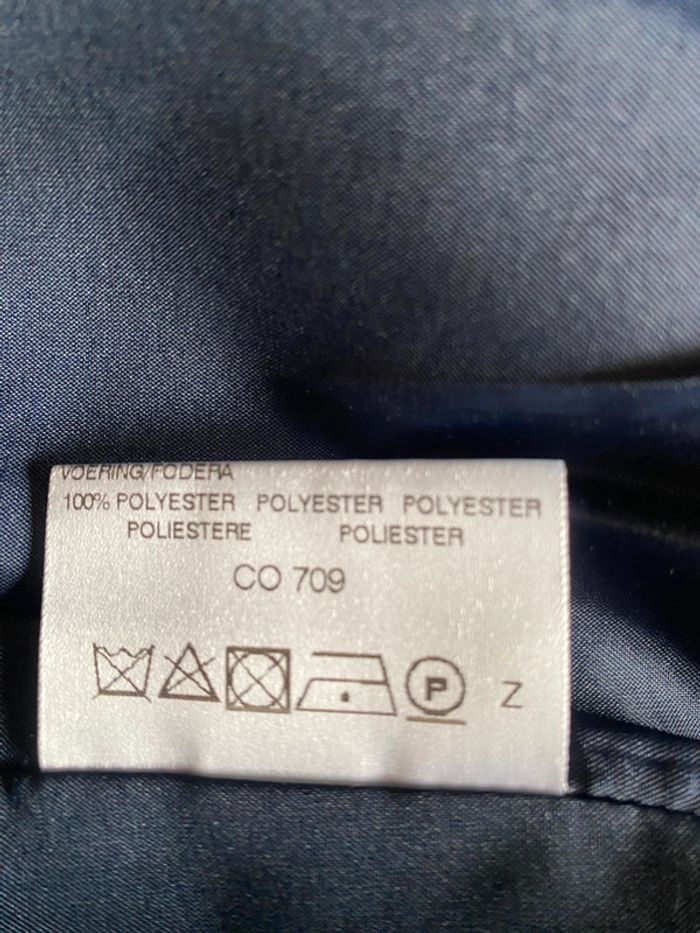 VOERING/FODERA
100% POLYESTER POLYESTER POLYESTER
POLIESTERE POLIESTER
CO 709
P Z